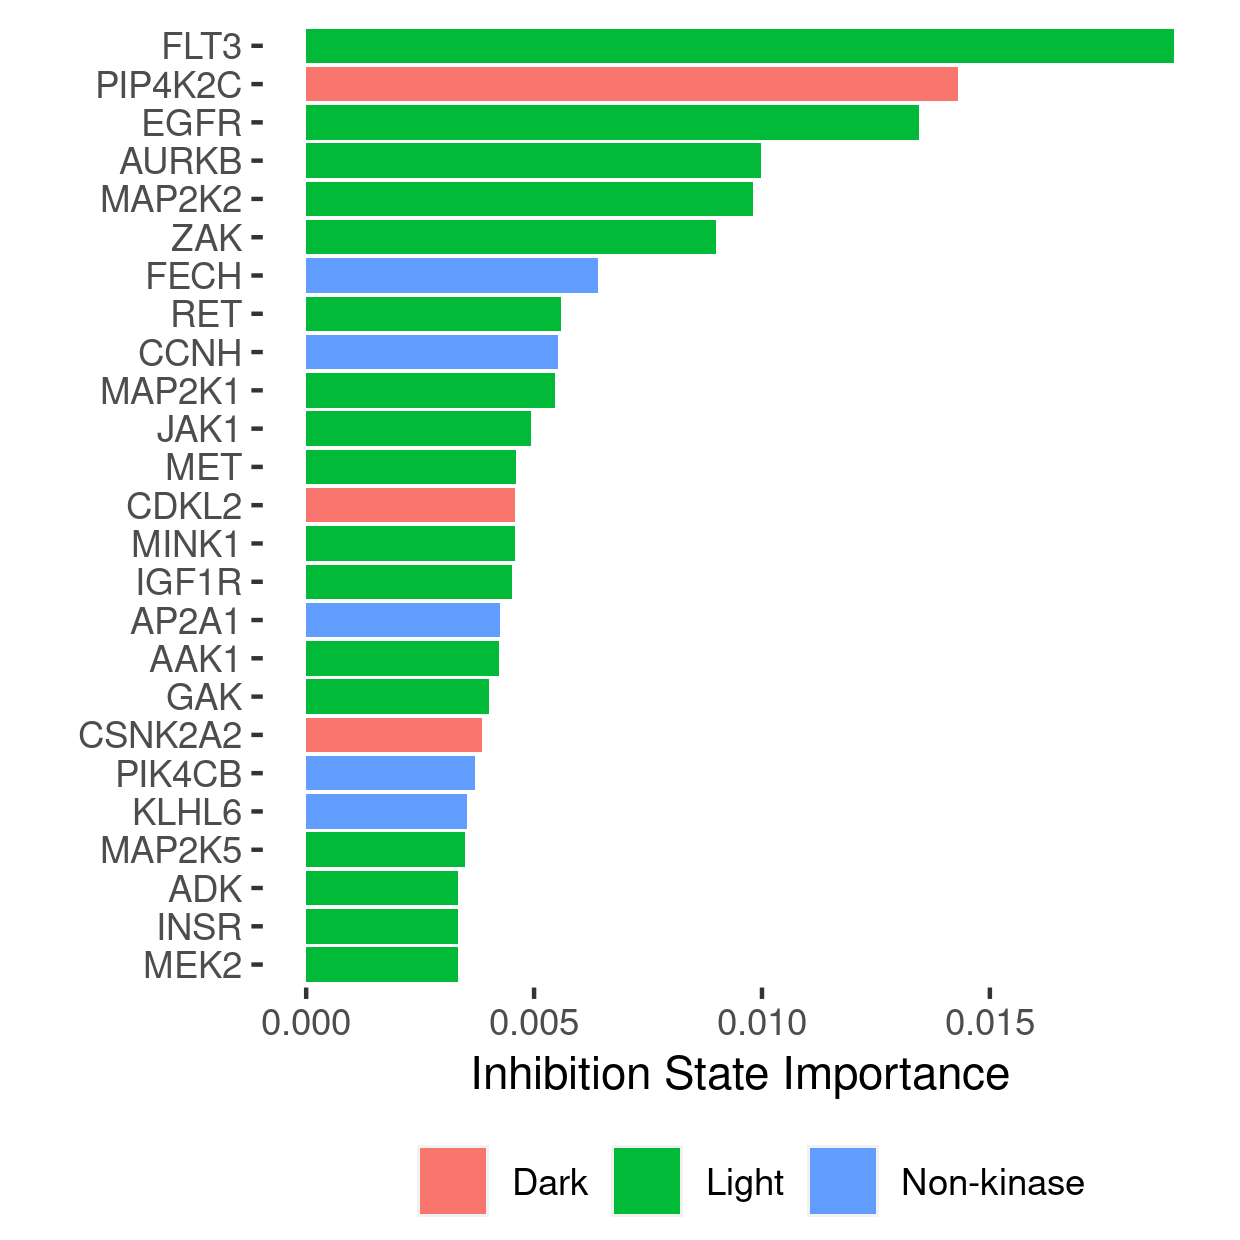 FLT3
PIP4K2C
EGFR
AURKB
MAP2K2
ZAK
FECH
RET
CCNH
MAP2K1
JAK1
MET
CDKL2
MINK1
IGF1R
AP2A1
AAK1
GAK
CSNK2A2
PIK4CB
KLHL6
MAP2K5
ADK
INSR
MEK2
0.000 0.005 0.010 0.015
Inhibition State Importance
Dark Light Non-kinase